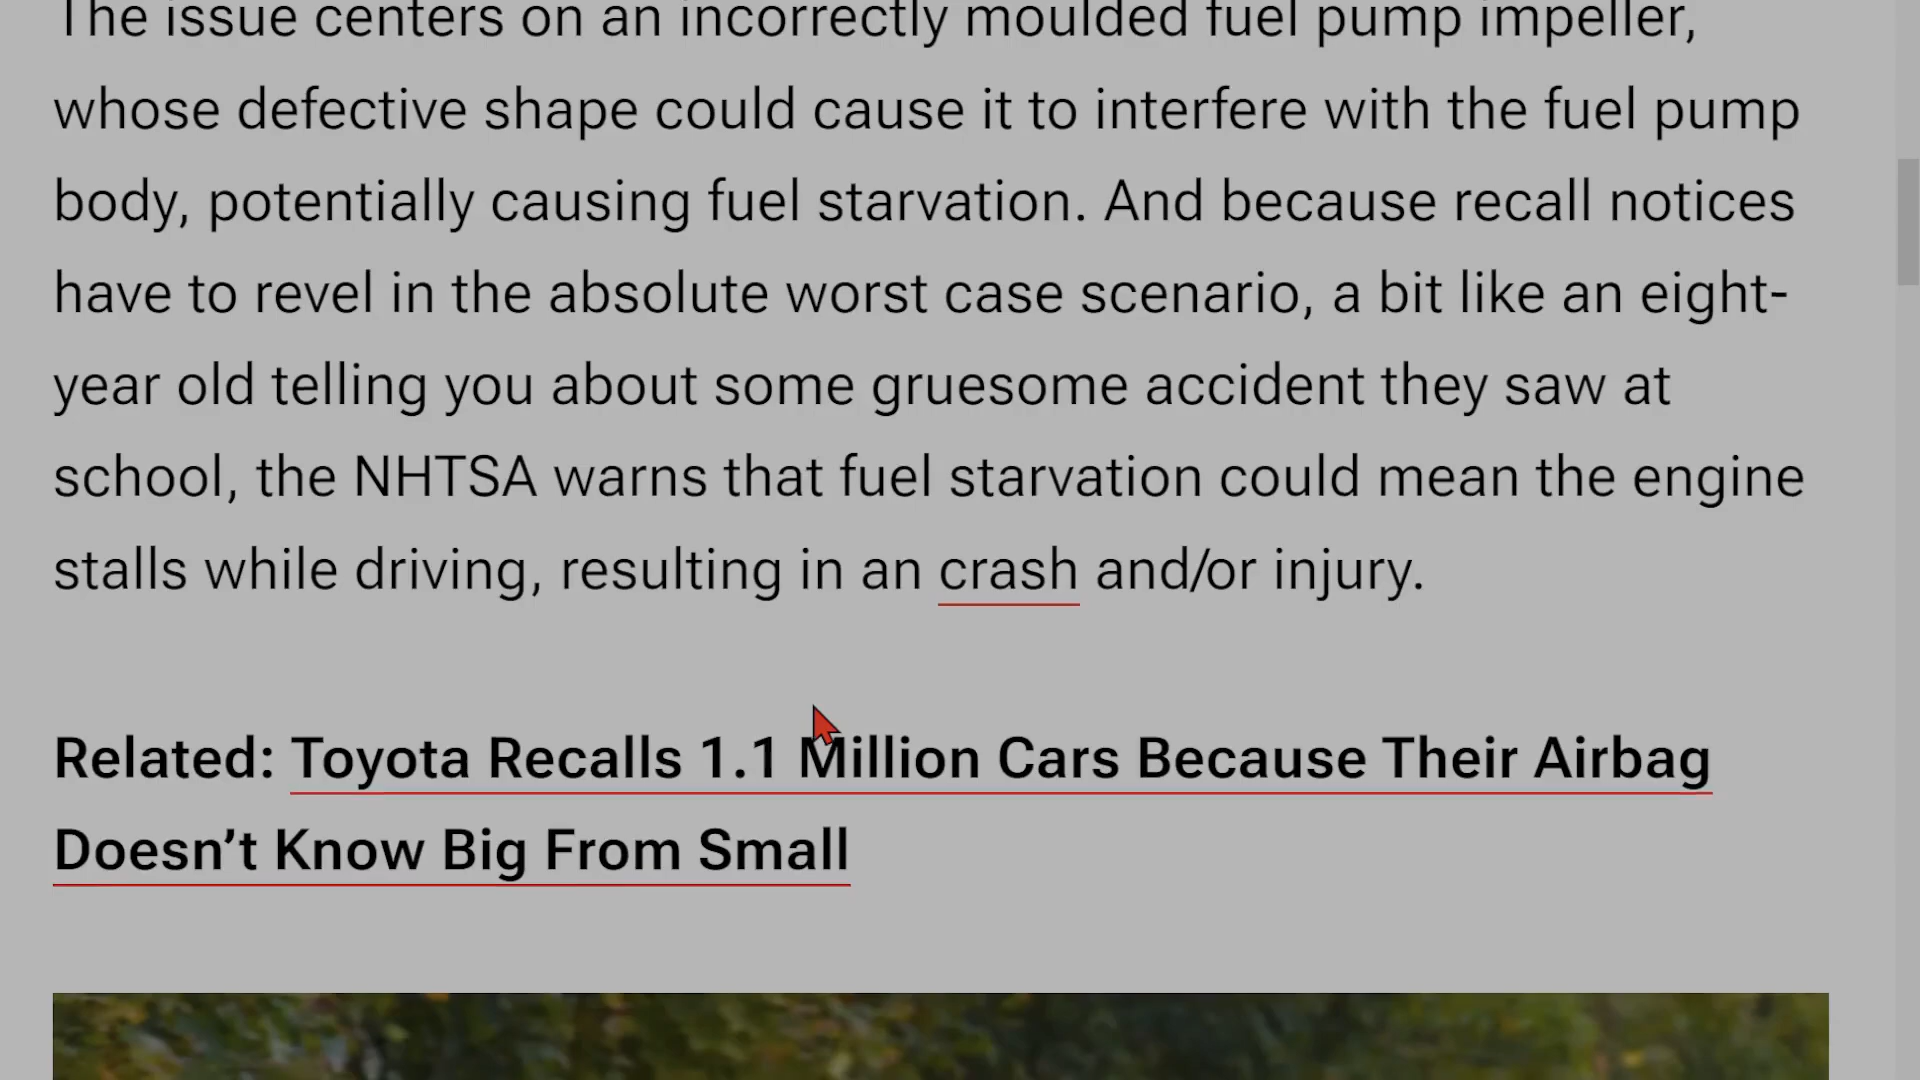 The issue centers on an incorrectly moulded fuel pump impeller,
whose defective shape could cause it to interfere with the fuel pump
body, potentially causing fuel starvation. And because recall notices
have to revel in the absolute worst case scenario, a bit like an eight-
year old telling you about some gruesome accident they saw at
school, the NHTSA warns that fuel starvation could mean the engine
stalls while driving, resulting in an crash and/or injury.
Related: Toyota Recalls 1.1 Million Cars Because Their Airbag
Doesn’t Know Big From Small